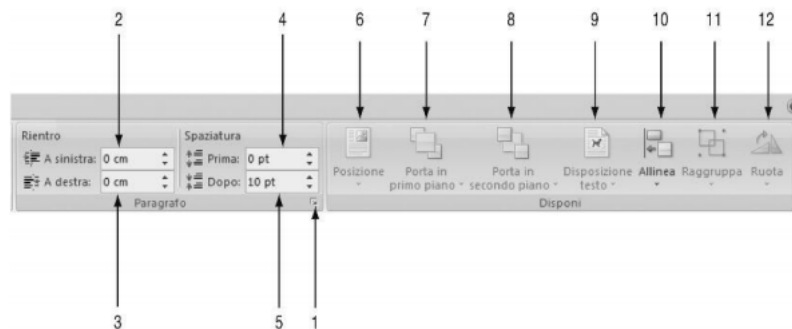 2 4 6 7 8 9 10 11 12
Rientro Spaziatura
A sinistra: 0 cm Prima: 0 pt
A destra: 0 cm Dopo: 10 pt
Posizione Porta in primo piano Porta in secondo piano Disposizione testo Allinea Raggruppa Ruota
Paragrafo Disponi
3 5 1